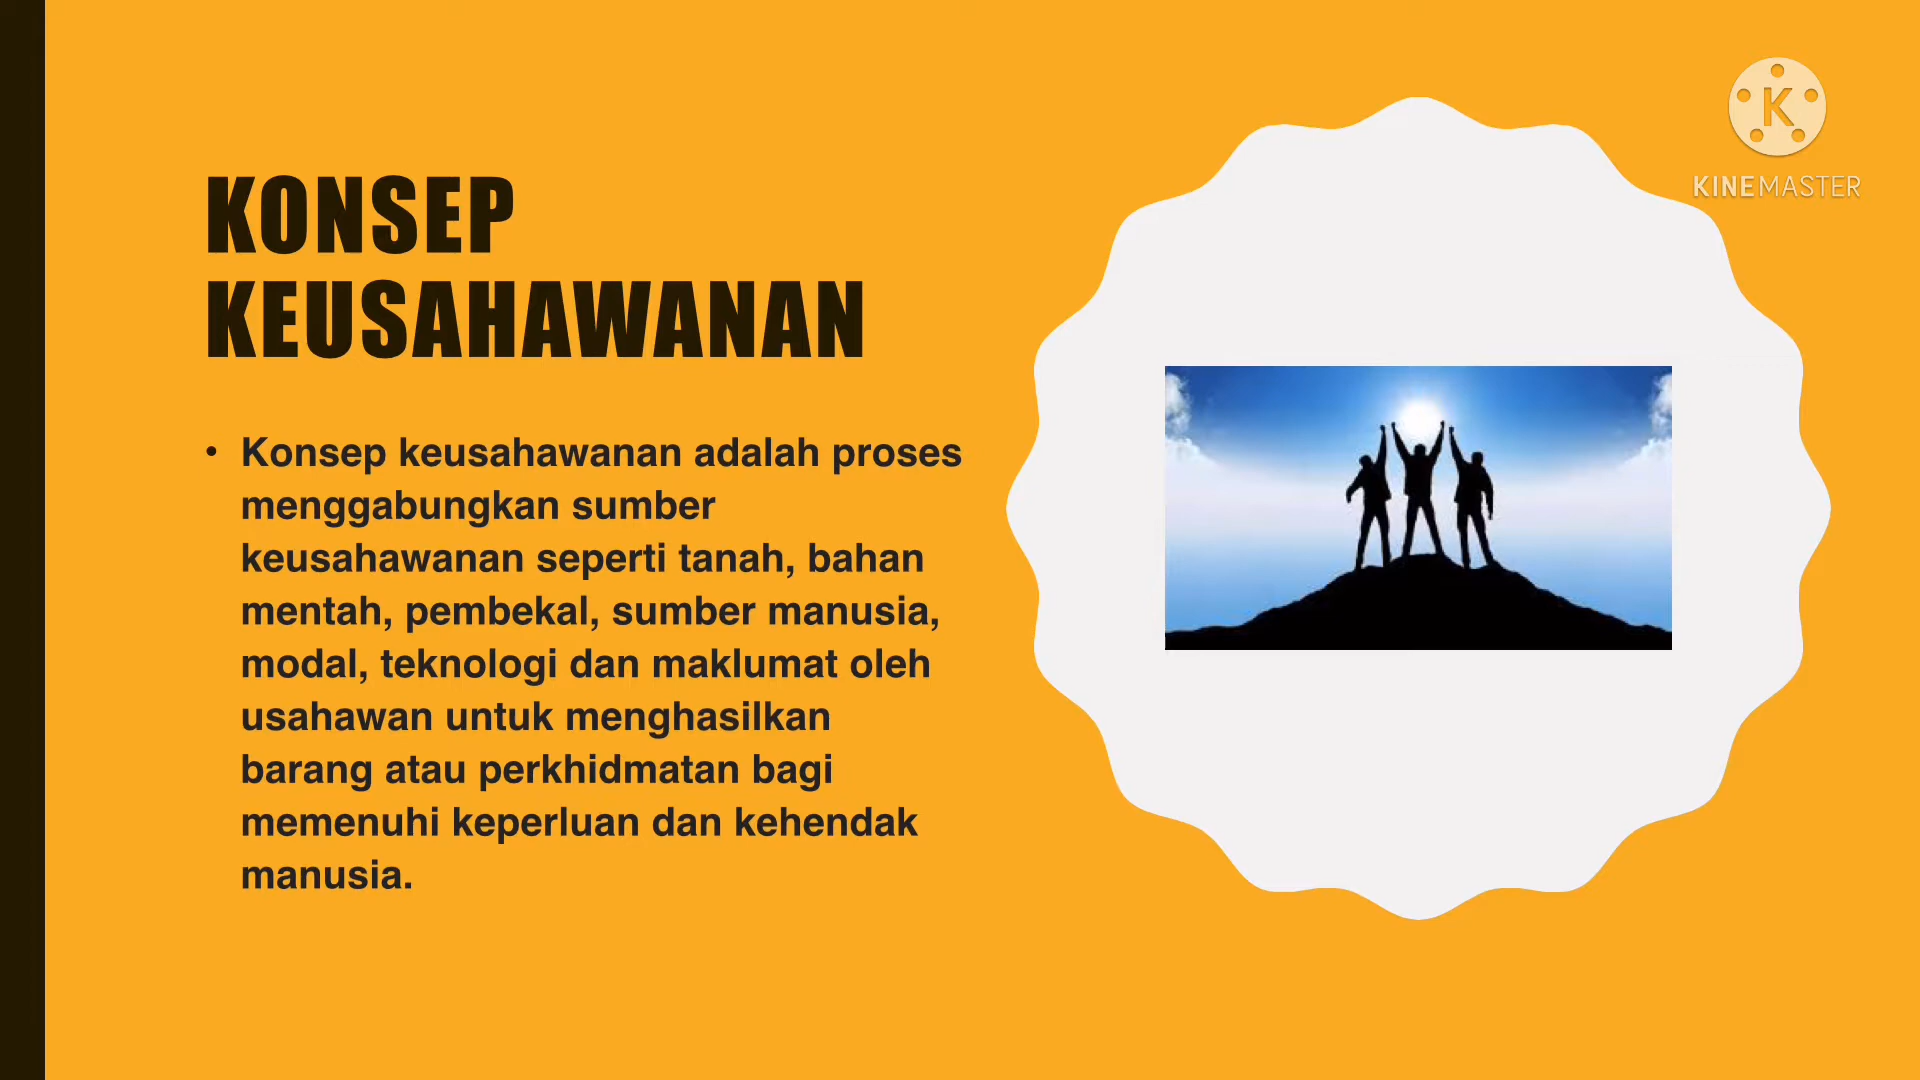 KONSEP
KEUSAHAWANAN
• Konsep keusahawanan adalah proses
menggabungkan sumber
keusahawanan seperti tanah, bahan
mentah, pembekal, sumber manusia,
modal, teknologi dan maklumat oleh
usahawan untuk menghasilkan
barang atau perkhidmatan bagi
memenuhi keperluan dan kehendak
manusia.
K
KINEMASTER